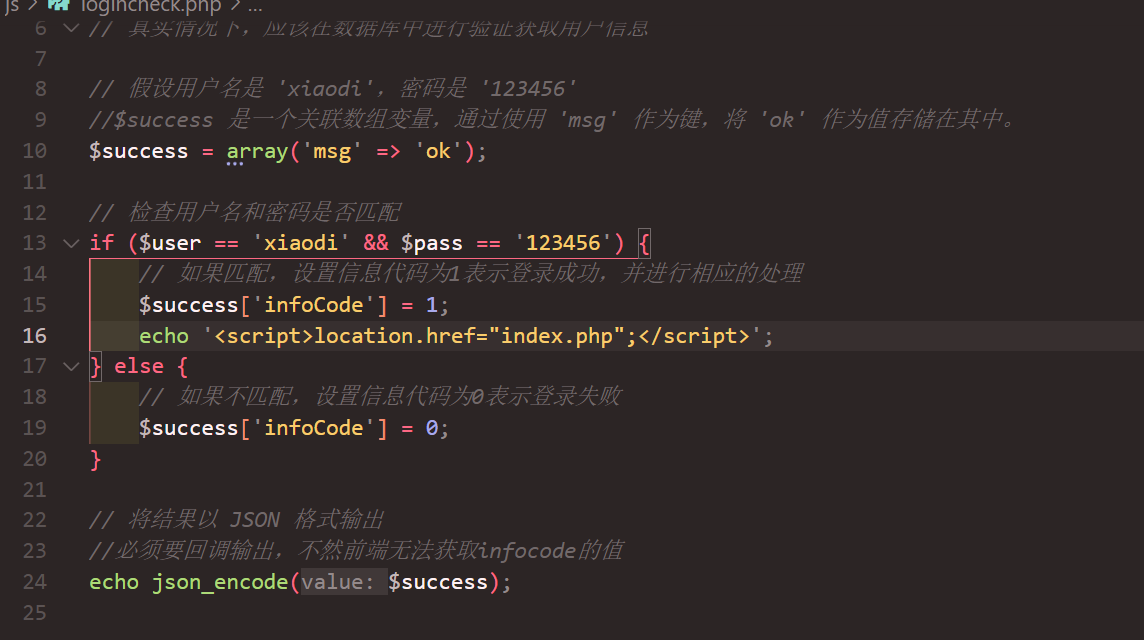 js > logincheck.php > ...
6 // 真实情况下，应该在数据库中进行验证获取用户信息
7
8 // 假设用户名是 'xiaodi'，密码是 '123456'
9 //$success 是一个关联数组变量，通过使用 'msg' 作为键，将 'ok' 作为值存储在其中。
10 $success = array('msg' => 'ok');
11
12 // 检查用户名和密码是否匹配
13 if ($user == 'xiaodi' && $pass == '123456') {
14 // 如果匹配，设置信息代码为1表示登录成功，并进行相应的处理
15 $success['infoCode'] = 1;
16 echo '<script>location.href="index.php";</script>';
17 } else {
18 // 如果不匹配，设置信息代码为0表示登录失败
19 $success['infoCode'] = 0;
20 }
21
22 // 将结果以 JSON 格式输出
23 //必须要回调输出，不然前端无法获取infocode的值
24 echo json_encode(value: $success);
25